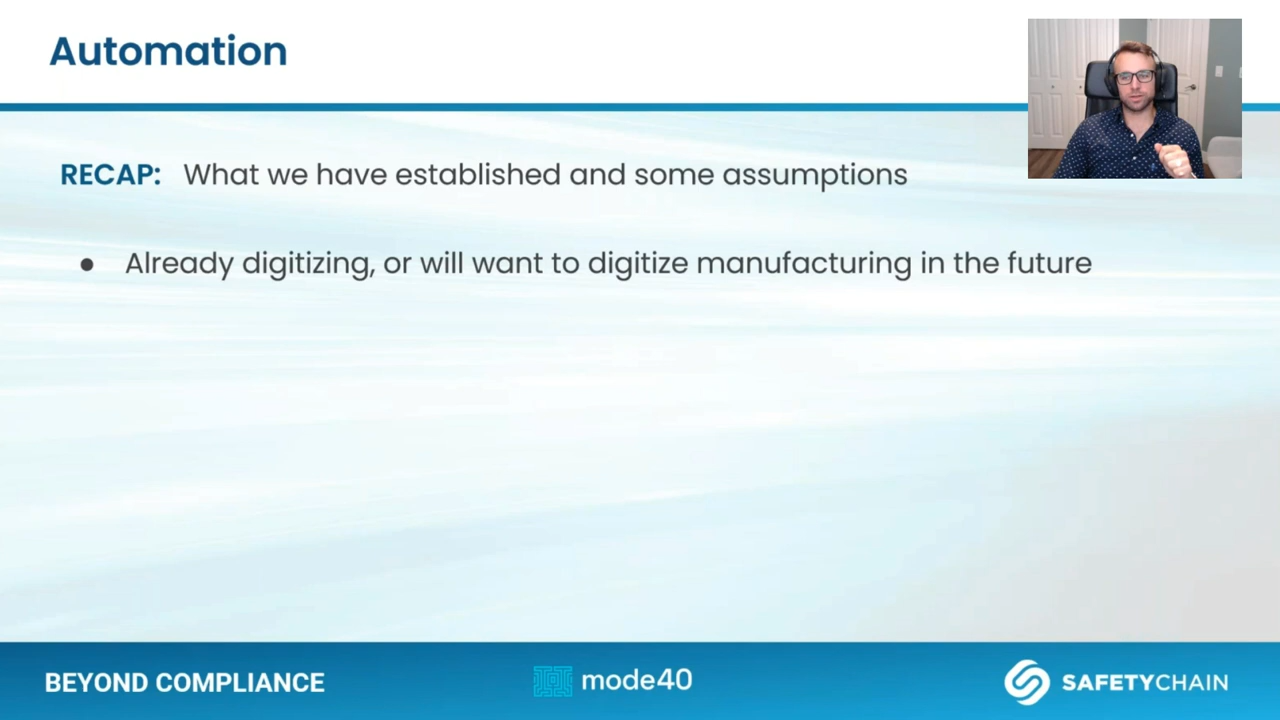 Automation
RECAP: What we have established and some assumptions
● Already digitizing, or will want to digitize manufacturing in the future
BEYOND COMPLIANCE
mode40
SAFETYCHAIN